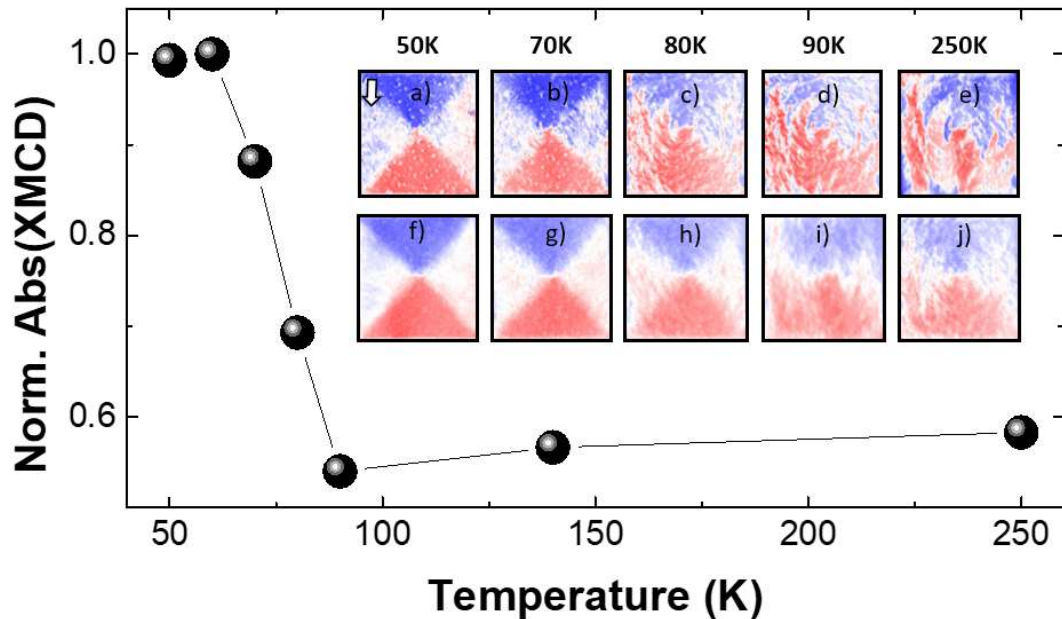 Norm. Abs(XMCD)
1.0
0.8
0.6
50K 70K 80K 90K 250K
a) b) c) d) e)
f) g) h) i) j)
50 100 150 200 250
Temperature (K)